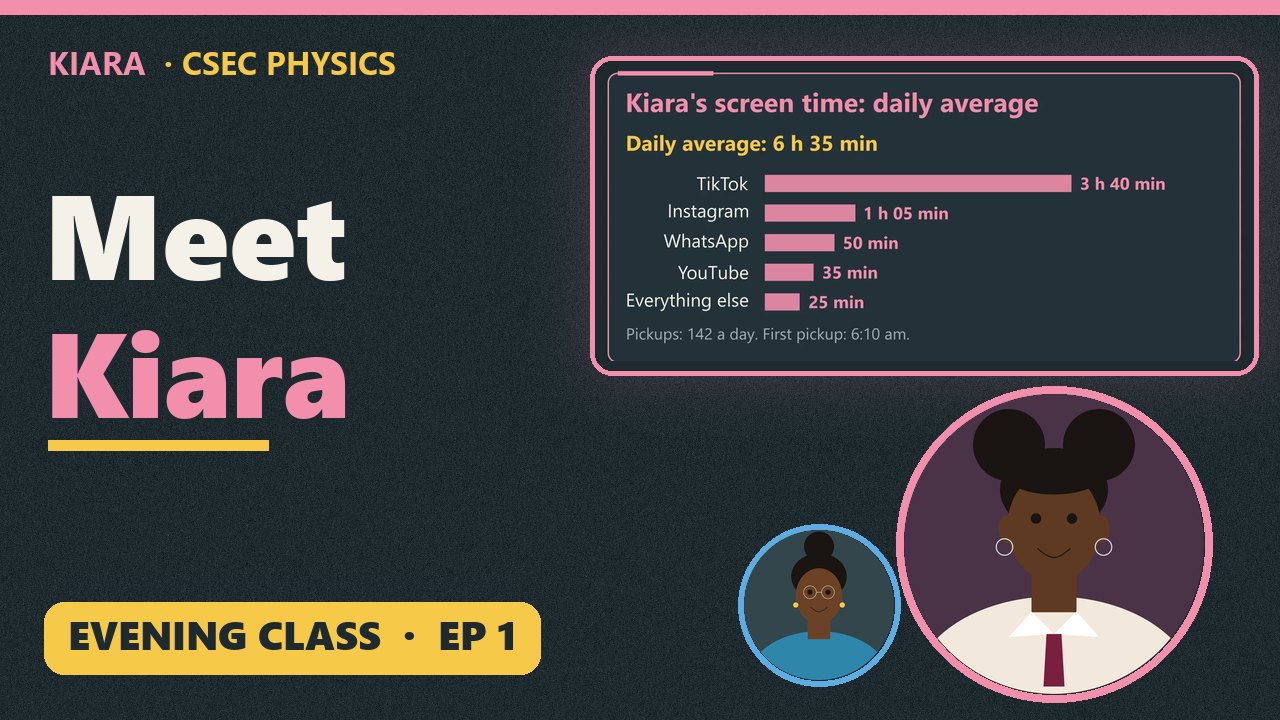 KIARA · CSEC PHYSICS
Meet
Kiara
EVENING CLASS · EP 1
Kiara's screen time: daily average
Daily average: 6 h 35 min
TikTok 3 h 40 min
Instagram 1 h 05 min
WhatsApp 50 min
YouTube 35 min
Everything else 25 min
Pickups: 142 a day. First pickup: 6:10 am.